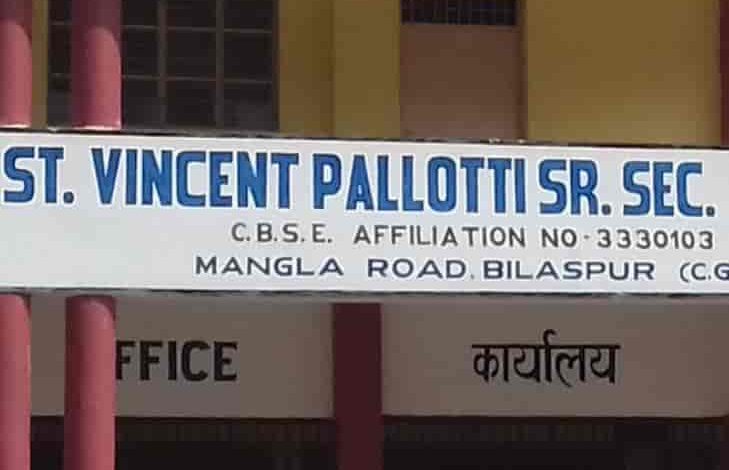 ST. VINCENT PALLOTTI SR. SEC.
C.B.S.E. AFFILIATION NO-3330103
MANGLA ROAD, BILASPUR (C.G
FFICE कार्यालय